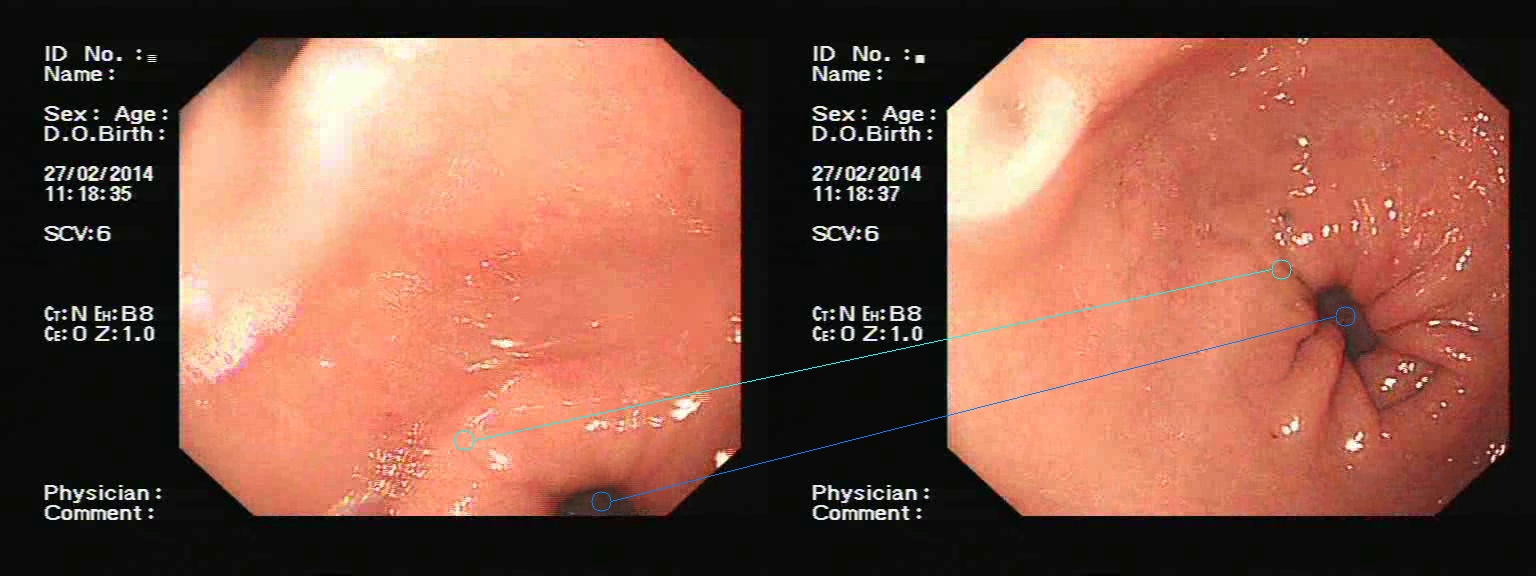 ID No. :
Name:
Sex: Age:
D.O.Birth:
27/02/2014
11:18:35
SCV:6
CT:N EH:B8
CE:0 Z:1.0
Physician:
Comment:
ID No. :
Name:
Sex: Age:
D.O.Birth:
27/02/2014
11:18:37
SCV:6
CT:N EH:B8
CE:0 Z:1.0
Physician:
Comment: